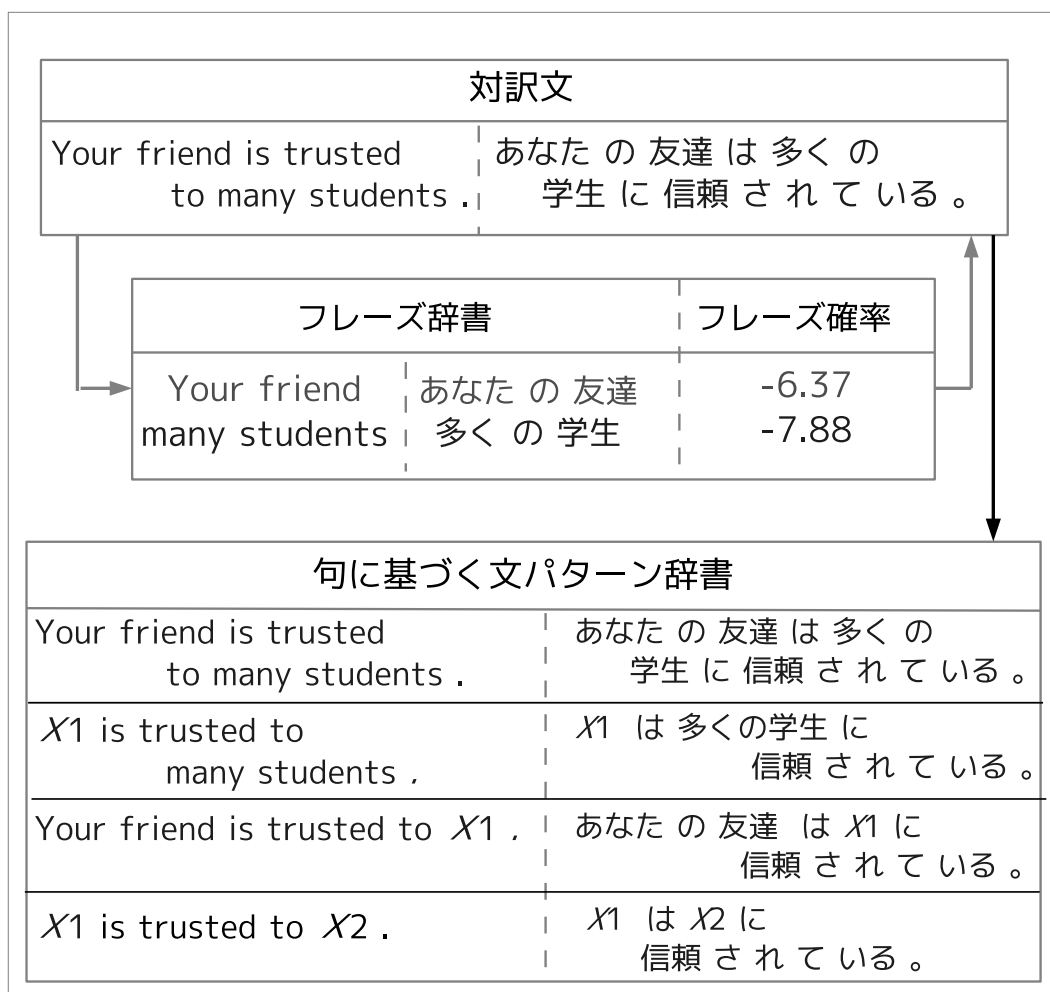 対訳文
Your friend is trusted
to many students .
あなた の 友達 は 多く の
学生 に 信頼 さ れ て いる 。
フレーズ辞書
フレーズ確率
Your friend
あなた の 友達
-6.37
many students
多く の 学生
-7.88
句に基づく文パターン辞書
Your friend is trusted
to many students .
あなた の 友達 は 多く の
学生 に 信頼 さ れ て いる 。
X1 is trusted to
many students .
X1 は 多くの学生 に
信頼 さ れ て いる 。
Your friend is trusted to X1 .
あなた の 友達 は X1 に
信頼 さ れ て いる 。
X1 is trusted to X2 .
X1 は X2 に
信頼 さ れ て いる 。